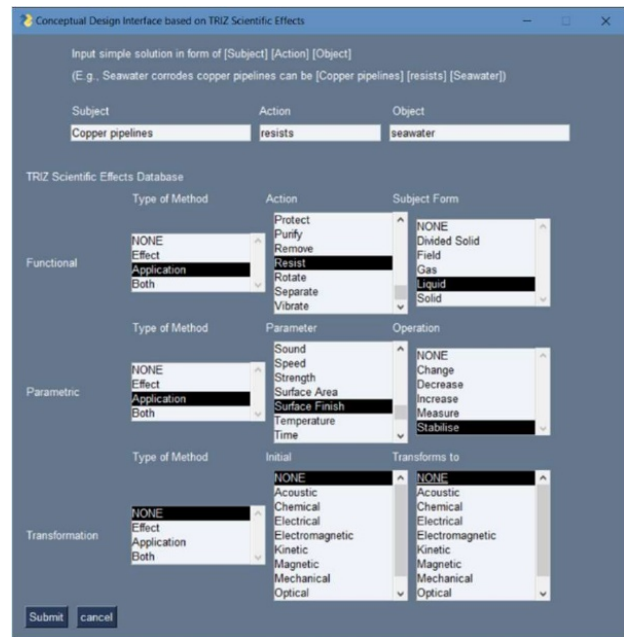 Conceptual Design Interface based on TRIZ Scientific Effects
Input simple solution in form of [Subject] [Action] [Object]
(E.g., Seawater corrodes copper pipelines can be [Copper pipelines] [resists] [Seawater])
Subject Action Object
Copper pipelines resists seawater
TRIZ Scientific Effects Database
Type of Method Action Subject Form
Functional
NONE
Effect
Application
Both
Protect
Purify
Remove
Resist
Rotate
Separate
Vibrate
NONE
Divided Solid
Field
Gas
Liquid
Solid
Type of Method Parameter Operation
Parametric
NONE
Effect
Application
Both
Sound
Speed
Strength
Surface Area
Surface Finish
Temperature
Time
NONE
Change
Decrease
Increase
Measure
Stabilise
Type of Method Initial Transforms to
Transformation
NONE
Effect
Application
Both
NONE
Acoustic
Chemical
Electrical
Electromagnetic
Kinetic
Magnetic
Mechanical
Optical
NONE
Acoustic
Chemical
Electrical
Electromagnetic
Kinetic
Magnetic
Mechanical
Optical
Submit cancel